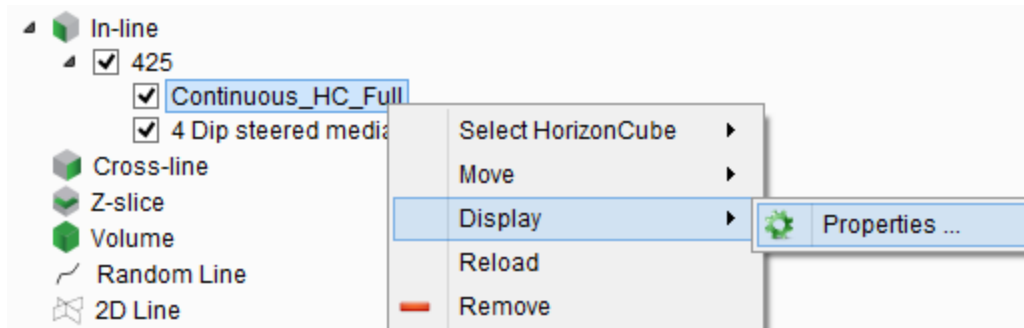 In-line
425
Continuous_HC_Full
4 Dip steered media
Cross-line
Z-slice
Volume
Random Line
2D Line
Select HorizonCube
Move
Display
Reload
Remove
Properties ...